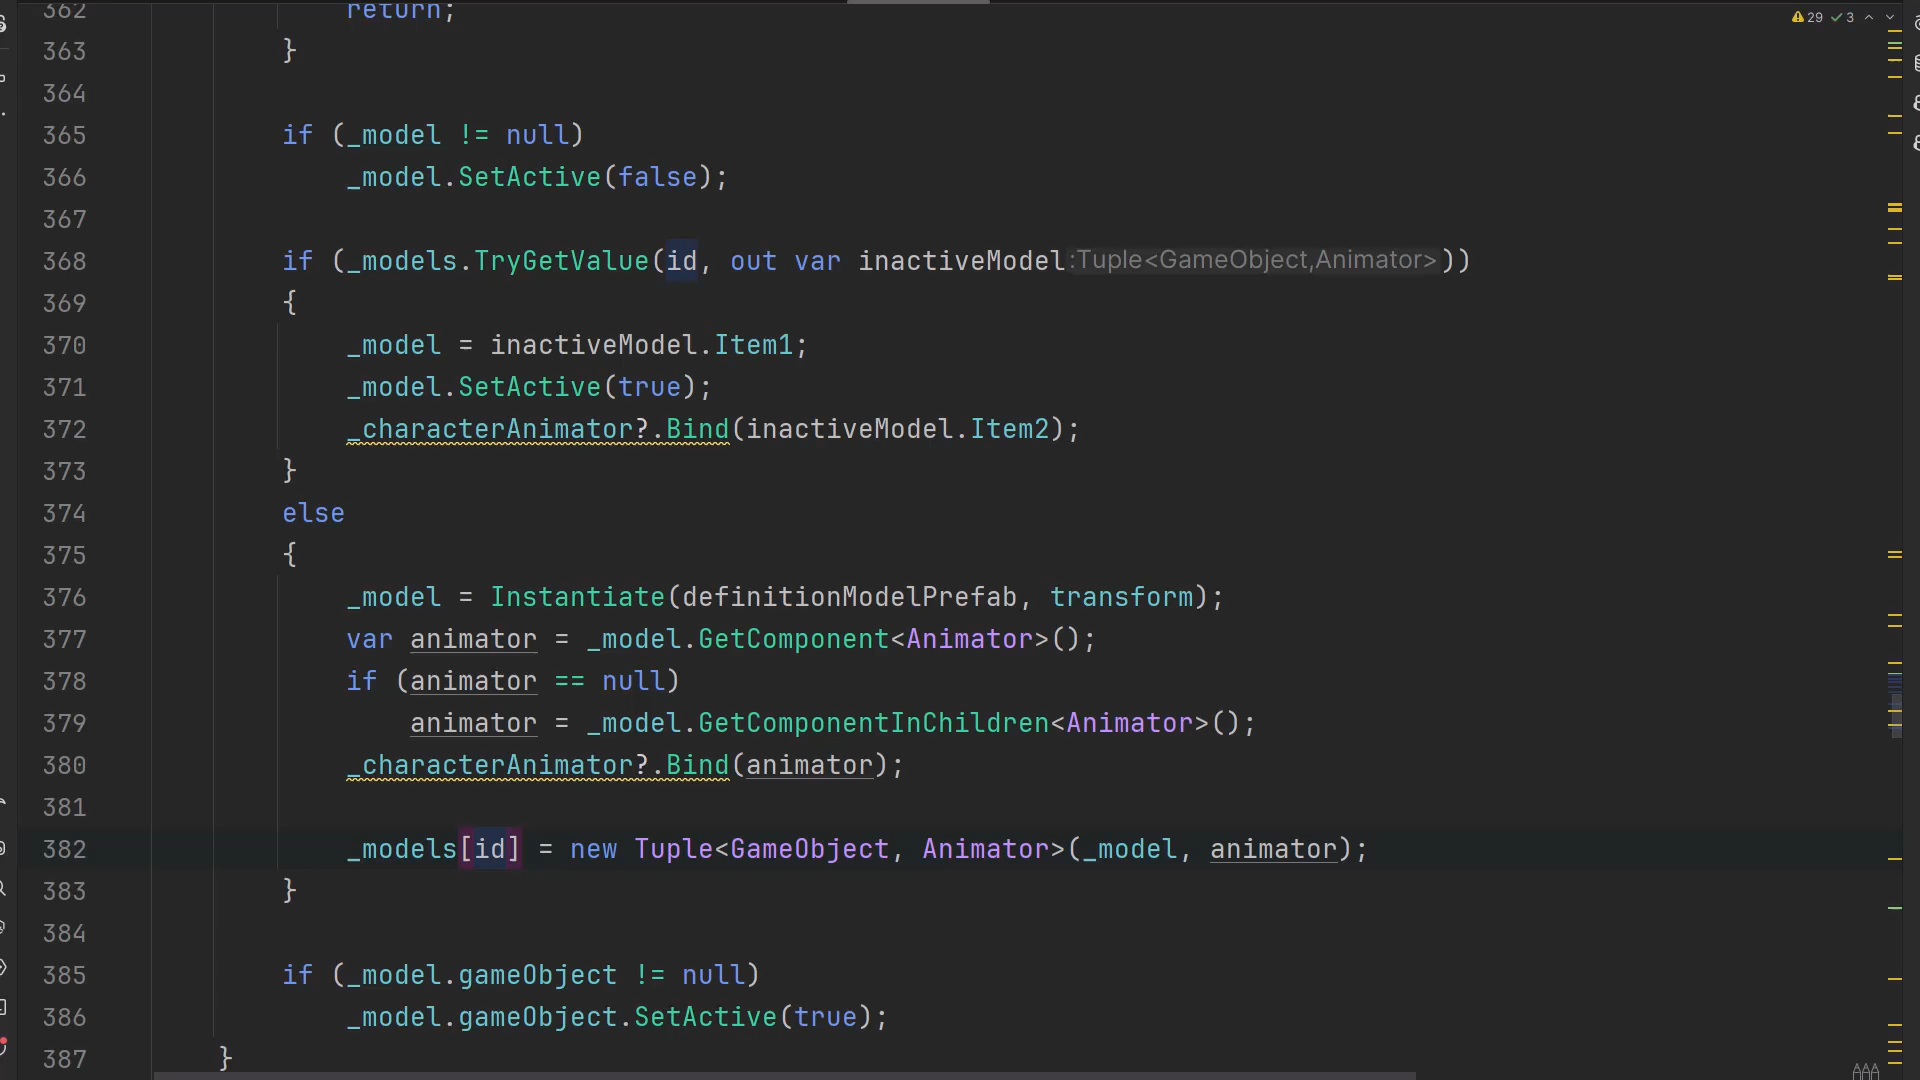 362 return;
29 3
363 }
364
365 if (_model != null)
366 _model.SetActive(false);
367
368 if (_models.TryGetValue(id, out var inactiveModel :Tuple<GameObject,Animator> ))
369 {
370 _model = inactiveModel.Item1;
371 _model.SetActive(true);
372 _characterAnimator?.Bind(inactiveModel.Item2);
373 }
374 else
375 {
376 _model = Instantiate(definitionModelPrefab, transform);
377 var animator = _model.GetComponent<Animator>();
378 if (animator == null)
379 animator = _model.GetComponentInChildren<Animator>();
380 _characterAnimator?.Bind(animator);
381
382 _models[id] = new Tuple<GameObject, Animator>(_model, animator);
383 }
384
385 if (_model.gameObject != null)
386 _model.gameObject.SetActive(true);
387 }